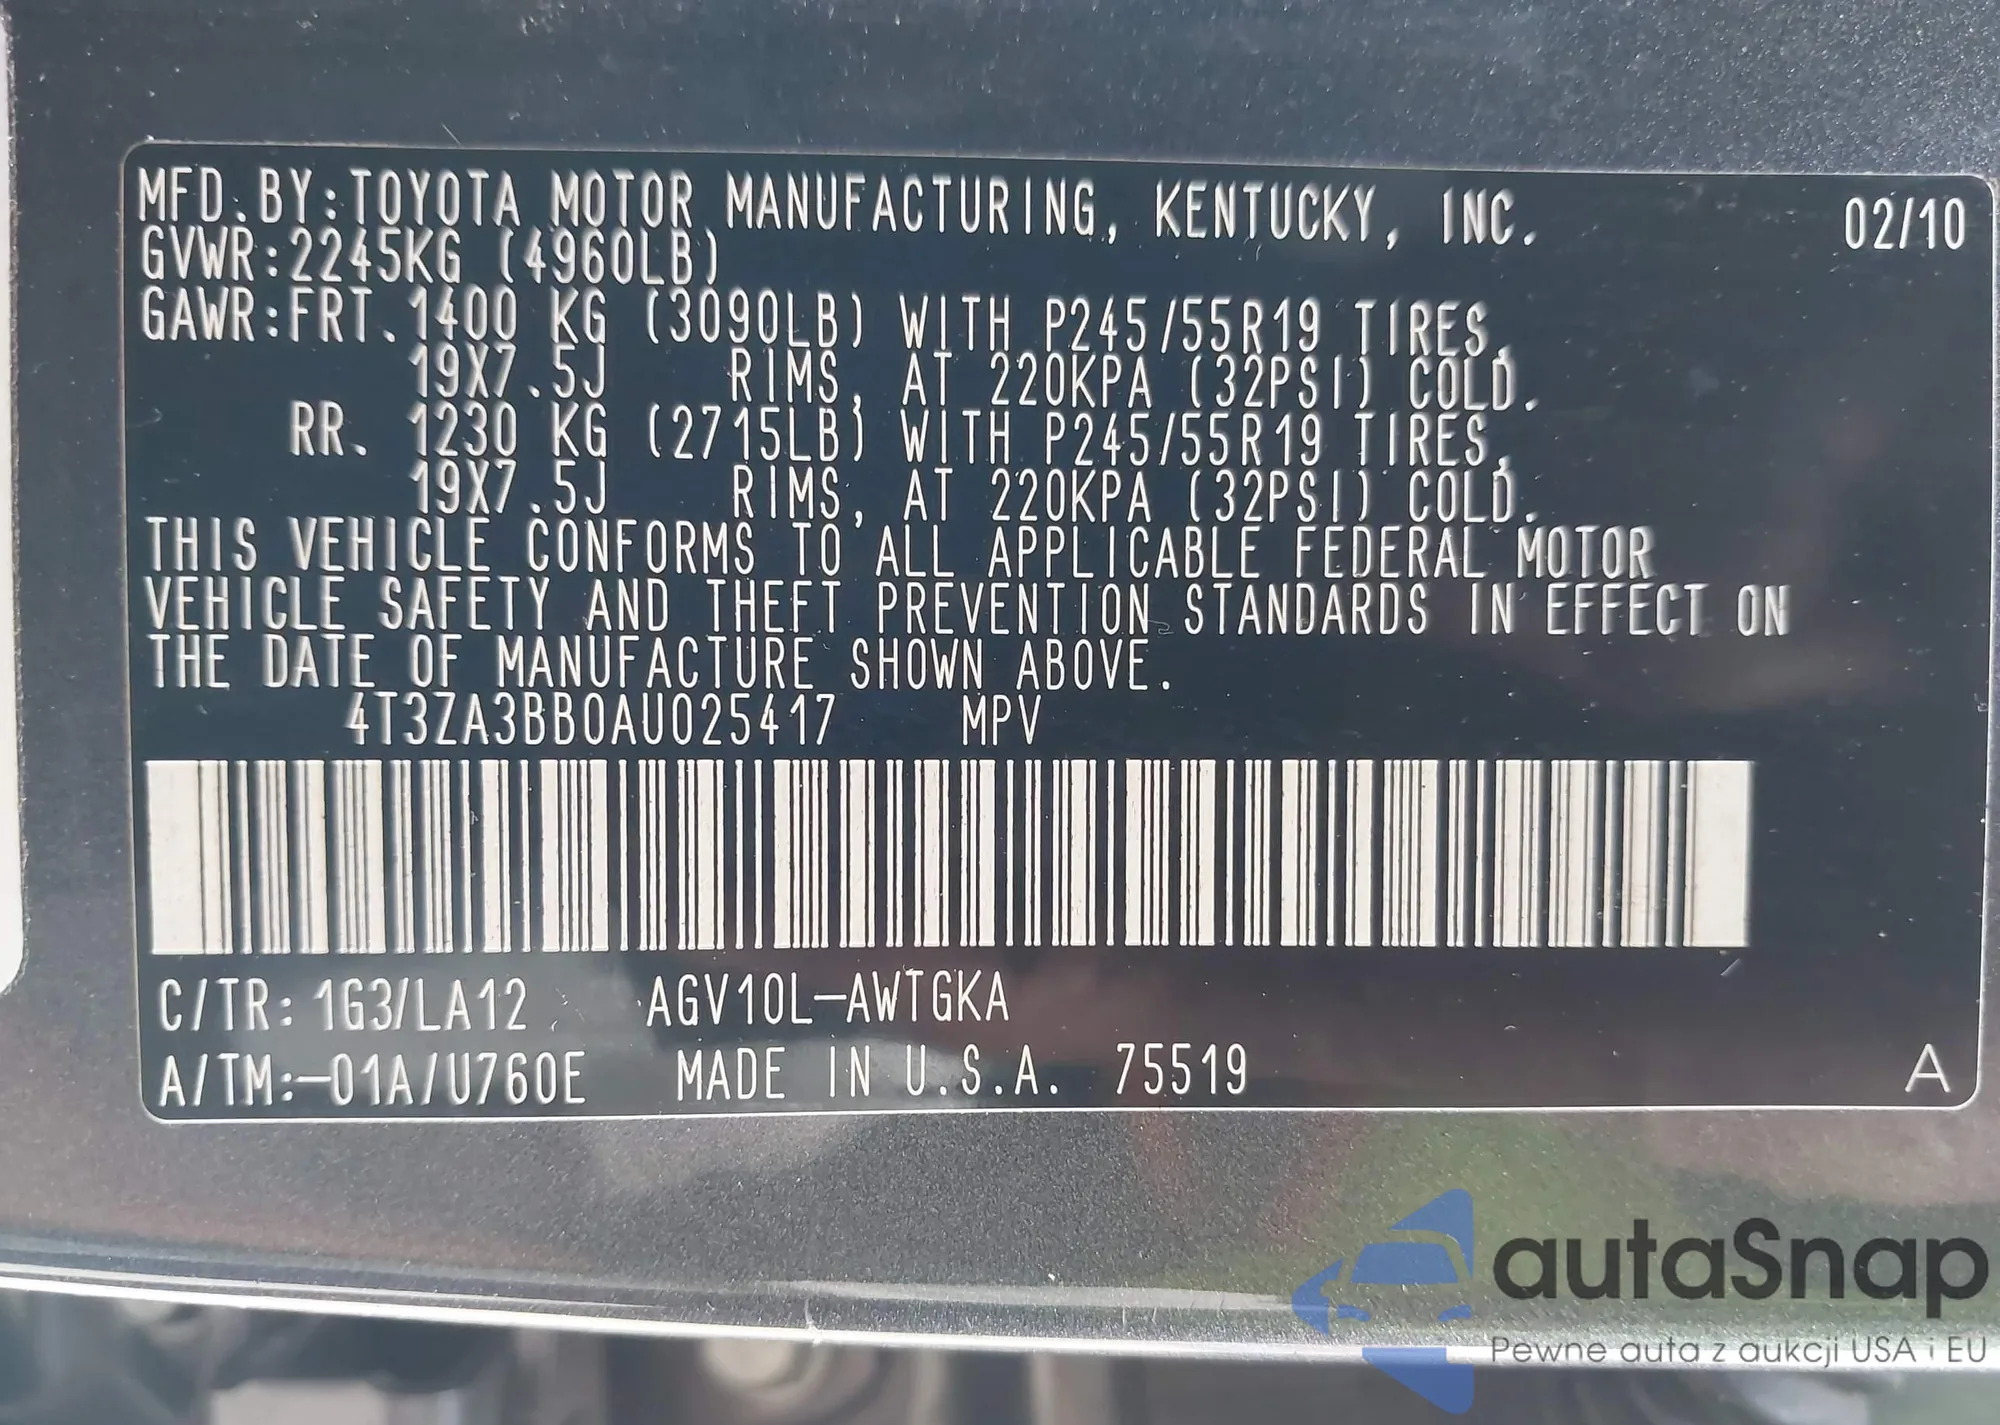 MFD.BY:TOYOTA MOTOR MANUFACTURING, KENTUCKY, INC. 02/10
GVWR:2245KG (4960LB)
GAWR:FRT.1400 KG (3090LB) WITH P245/55R19 TIRES,
19X7.5J RIMS, AT 220KPA (32PSI) COLD.
RR. 1230 KG (2715LB) WITH P245/55R19 TIRES,
19X7.5J RIMS, AT 220KPA (32PSI) COLD.
THIS VEHICLE CONFORMS TO ALL APPLICABLE FEDERAL MOTOR
VEHICLE SAFETY AND THEFT PREVENTION STANDARDS IN EFFECT ON
THE DATE OF MANUFACTURE SHOWN ABOVE.
4T3ZA3BB0AU025417 MPV
C/TR: 1G3/LA12 AGV10L-AWTGKA
A/TM:-01A/U760E MADE IN U.S.A. 75519 A
autaSnap
Pewne auta z aukcji USA i EU